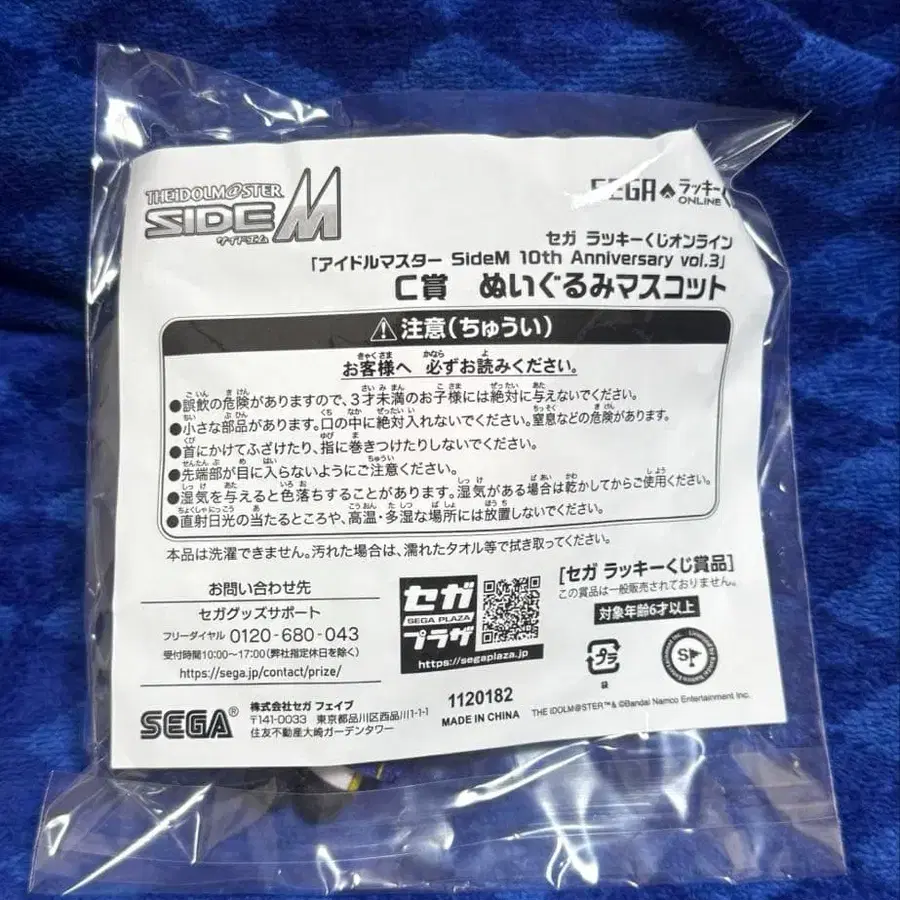 THE iDOLM@STER
SIDE M
サイドエム
SEGA ラッキーく
ONLINE
セガ ラッキーくじオンライン
「アイドルマスター SideM 10th Anniversary vol.3」
C賞 ぬいぐるみマスコット
注意(ちゅうい)
お客様へ 必ずお読みください。
●誤飲の危険がありますので、3才未満のお子様には絶対に与えないでください。
●小さな部品があります。口の中に絶対入れないでください。窒息などの危険があります。
●首にかけてふざけたり、指に巻きつけたりしないでください。
●先端部が目に入らないようにご注意ください。
●湿気を与えると色落ちすることがあります。湿気がある場合は乾かしてからご使用ください。
●直射日光の当たるところや、高温・多湿な場所には放置しないでください。
本品は洗濯できません。汚れた場合は、濡れたタオル等で拭き取ってください。
お問い合わせ先
セガグッズサポート
フリーダイヤル 0120-680-043
受付時間10:00~17:00(弊社指定休日を除く)
https://sega.jp/contact/prize/
セガ
SEGA PLAZA
プラザ
https://segaplaza.jp
[セガ ラッキーくじ賞品]
この賞品は一般販売されておりません。
対象年齢6才以上
プラ
袋
SEGA®
株式会社セガ フェイブ
〒141-0033 東京都品川区西品川1-1-1
住友不動産大崎ガーデンタワー
1120182
MADE IN CHINA
THE IDOLM@STER™& ©Bandai Namco Entertainment Inc.